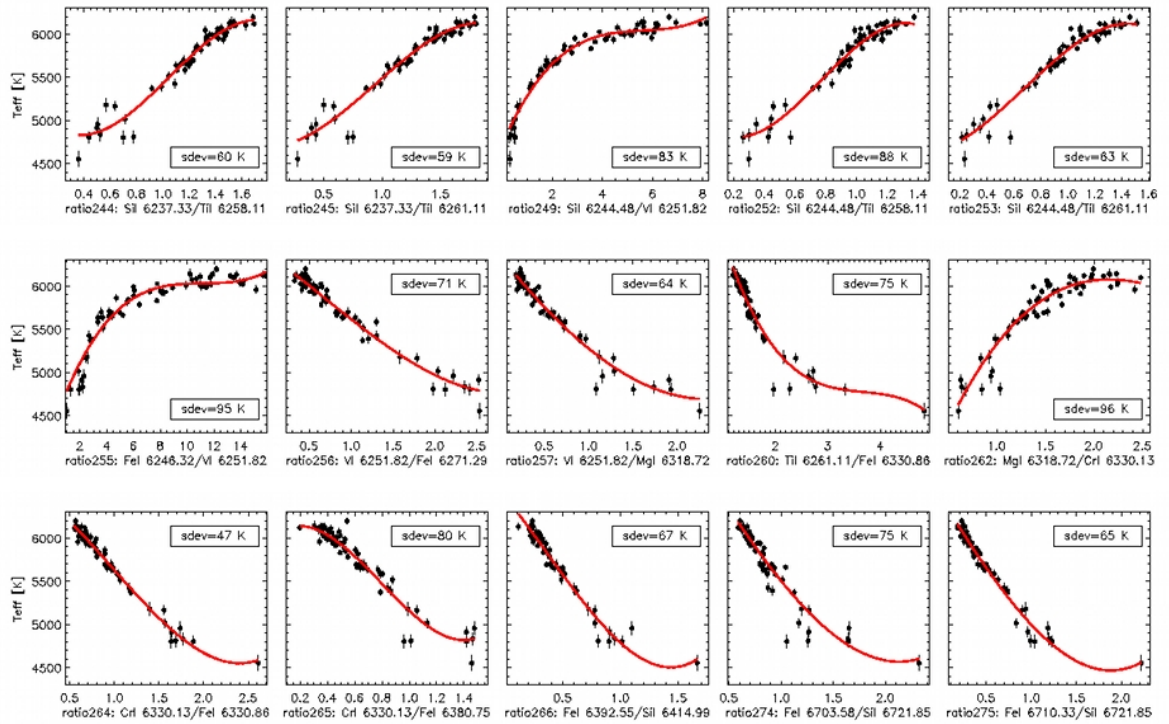 6000
5500
Teff [K]
5000
4500
sdev=60 K
sdev=59 K
sdev=83 K
sdev=88 K
sdev=63 K
0.4 0.6 0.8 1.0 1.2 1.4 1.6
0.5 1.0 1.5
2 4 6 8
0.2 0.4 0.6 0.8 1.0 1.2 1.4
0.2 0.4 0.6 0.8 1.0 1.2 1.4 1.6
ratio244: SiI 6237.33/TiI 6258.11
ratio245: SiI 6237.33/TiI 6261.11
ratio249: SiI 6244.48/VI 6251.82
ratio252: SiI 6244.48/TiI 6258.11
ratio253: SiI 6244.48/TiI 6261.11
6000
5500
Teff [K]
5000
4500
sdev=95 K
sdev=71 K
sdev=64 K
sdev=75 K
sdev=96 K
2 4 6 8 10 12 14
0.5 1.0 1.5 2.0 2.5
0.5 1.0 1.5 2.0
2 3 4
1.0 1.5 2.0 2.5
ratio255: FeI 6246.32/VI 6251.82
ratio256: VI 6251.82/FeI 6271.29
ratio257: VI 6251.82/MgI 6318.72
ratio260: TiI 6261.11/FeI 6330.86
ratio262: MgI 6318.72/CrI 6330.13
6000
5500
Teff [K]
5000
4500
sdev=47 K
sdev=80 K
sdev=67 K
sdev=75 K
sdev=65 K
0.5 1.0 1.5 2.0 2.5
0.2 0.4 0.6 0.8 1.0 1.2 1.4
0.5 1.0 1.5
0.5 1.0 1.5 2.0
0.5 1.0 1.5 2.0
ratio264: CrI 6330.13/FeI 6330.86
ratio265: CrI 6330.13/FeI 6380.75
ratio266: FeI 6392.55/SiI 6414.99
ratio274: FeI 6703.58/SiI 6721.85
ratio275: FeI 6710.33/SiI 6721.85